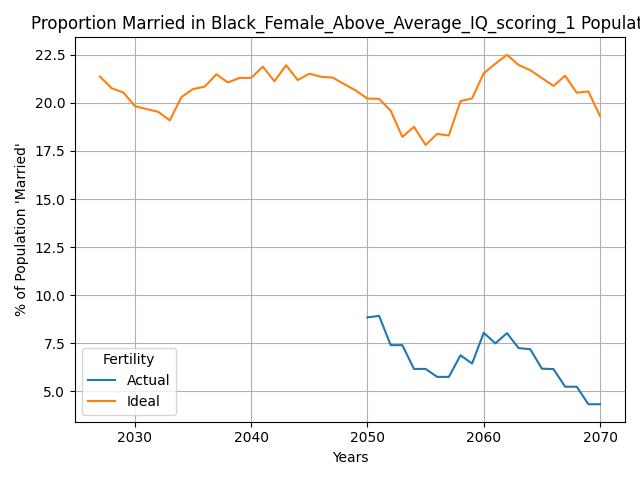 Proportion Married in Black_Female_Above_Average_IQ_scoring_1 Populat
22.5
20.0
17.5
15.0
12.5
10.0
7.5
5.0
% of Population 'Married'
Fertility
Actual
Ideal
2030 2040 2050 2060 2070
Years